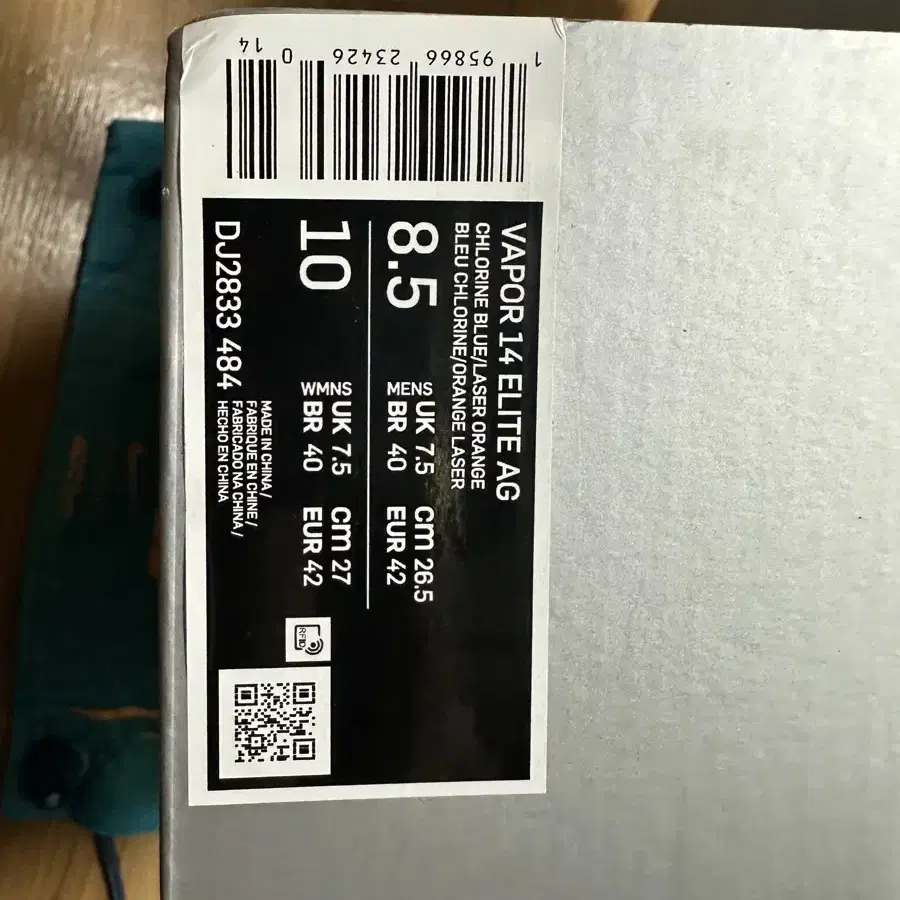 VAPOR 14 ELITE AG
CHLORINE BLUE/LASER ORANGE
BLEU CHLORINE/ORANGE LASER
8.5
MENS UK 7.5 cm 26.5
BR 40 EUR 42
10
WMNS UK 7.5 cm 27
BR 40 EUR 42
DJ2833 484
MADE IN CHINA /
FABRIQUE EN CHINE /
FABRICADO NA CHINA /
HECHO EN CHINA
RFID
1 95866 23426 0 14